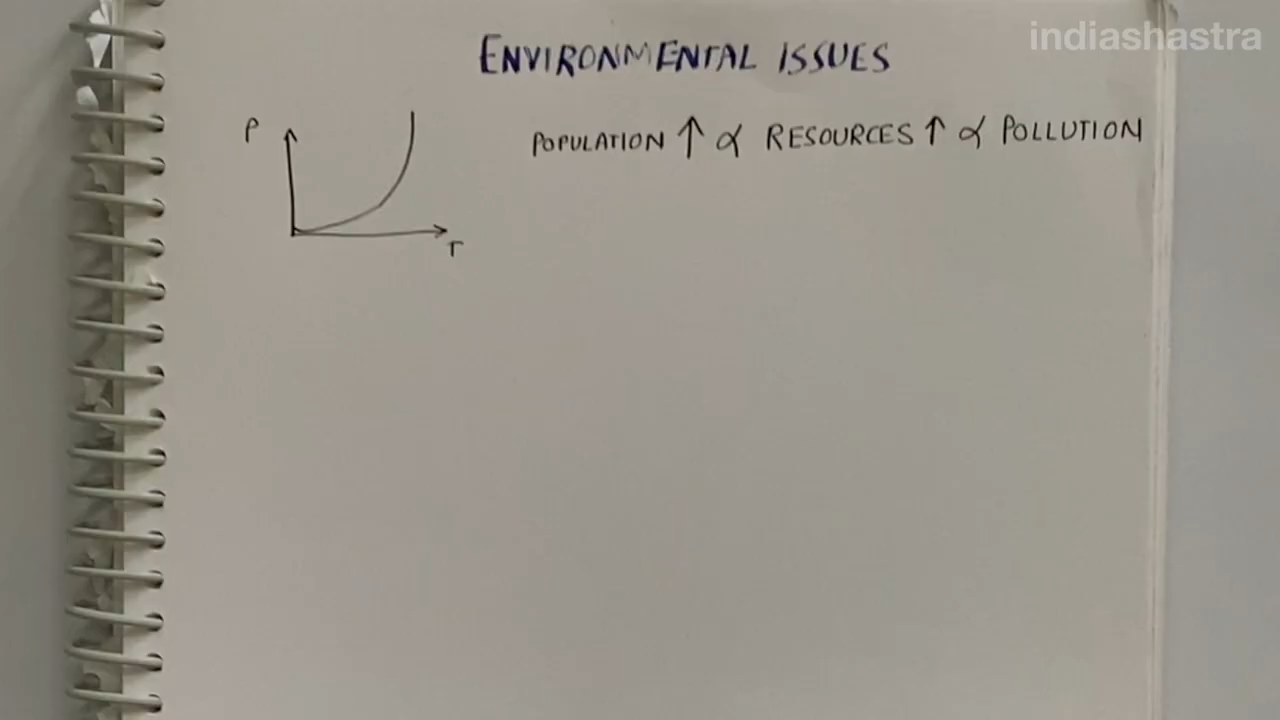 indiashastra
ENVIRONMENTAL ISSUES
P
POPULATION ↑ ∝ RESOURCES ↑ ∝ POLLUTION
T